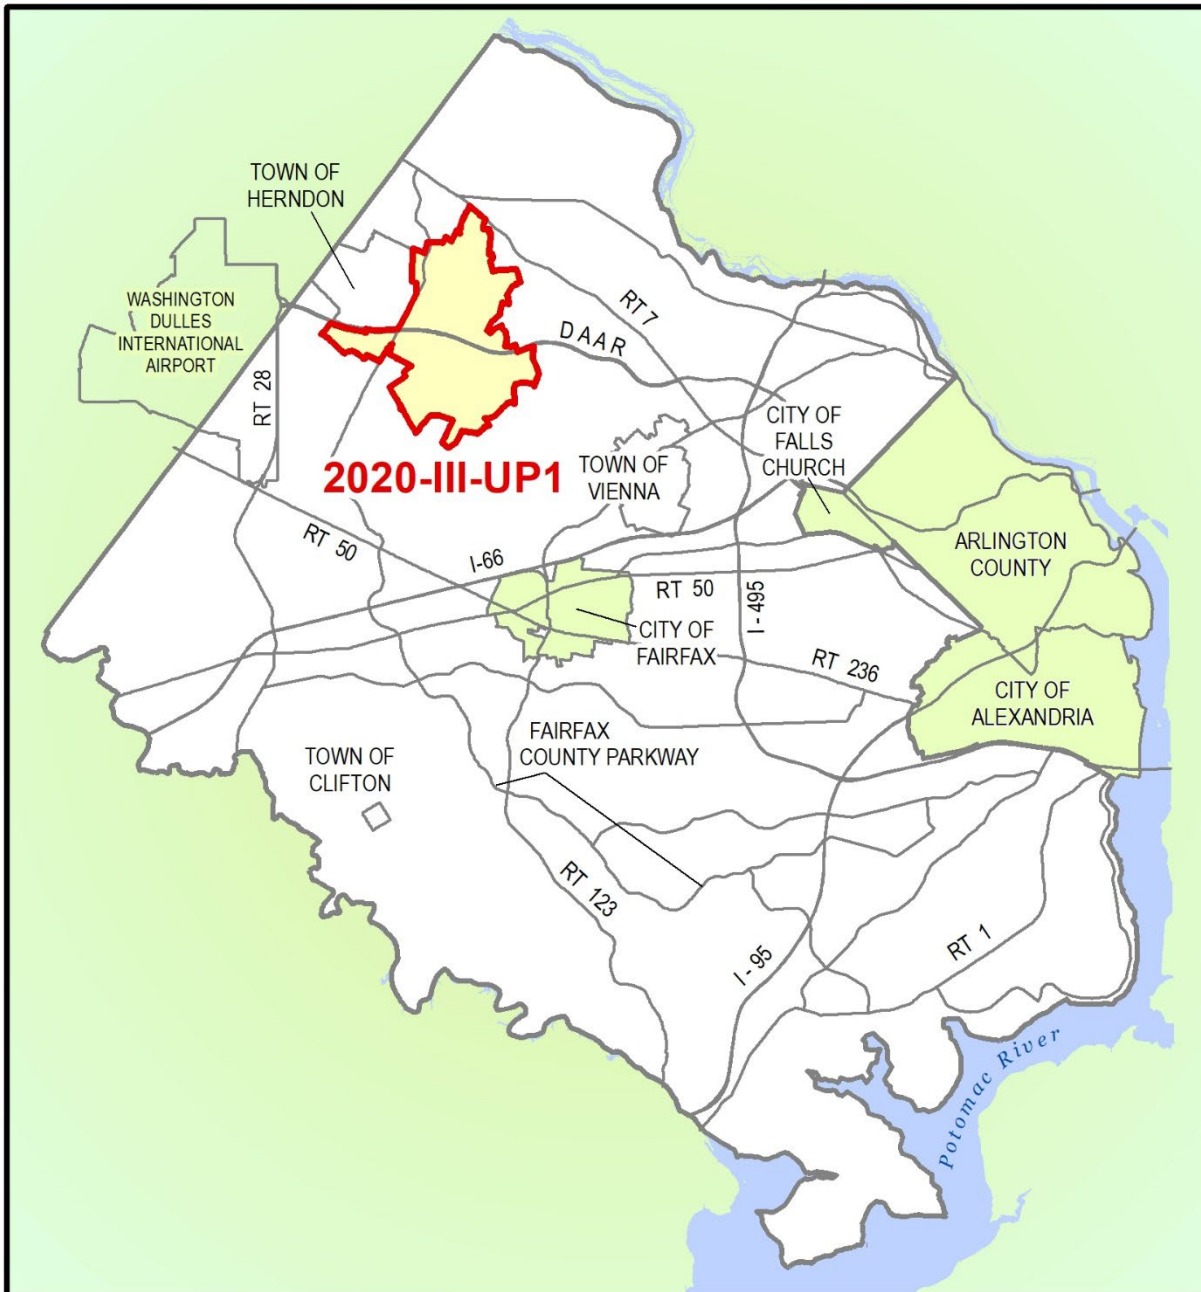 TOWN OF
HERNDON
WASHINGTON
DULLES
INTERNATIONAL
AIRPORT
RT 28
RT 7
DAAR
2020-III-UP1
TOWN OF
VIENNA
CITY OF
FALLS
CHURCH
ARLINGTON
COUNTY
RT 50
I-66
RT 50
I-495
CITY OF
FAIRFAX
RT 236
CITY OF
ALEXANDRIA
TOWN OF
CLIFTON
FAIRFAX
COUNTY PARKWAY
RT 123
I-95
RT 1
Potomac River